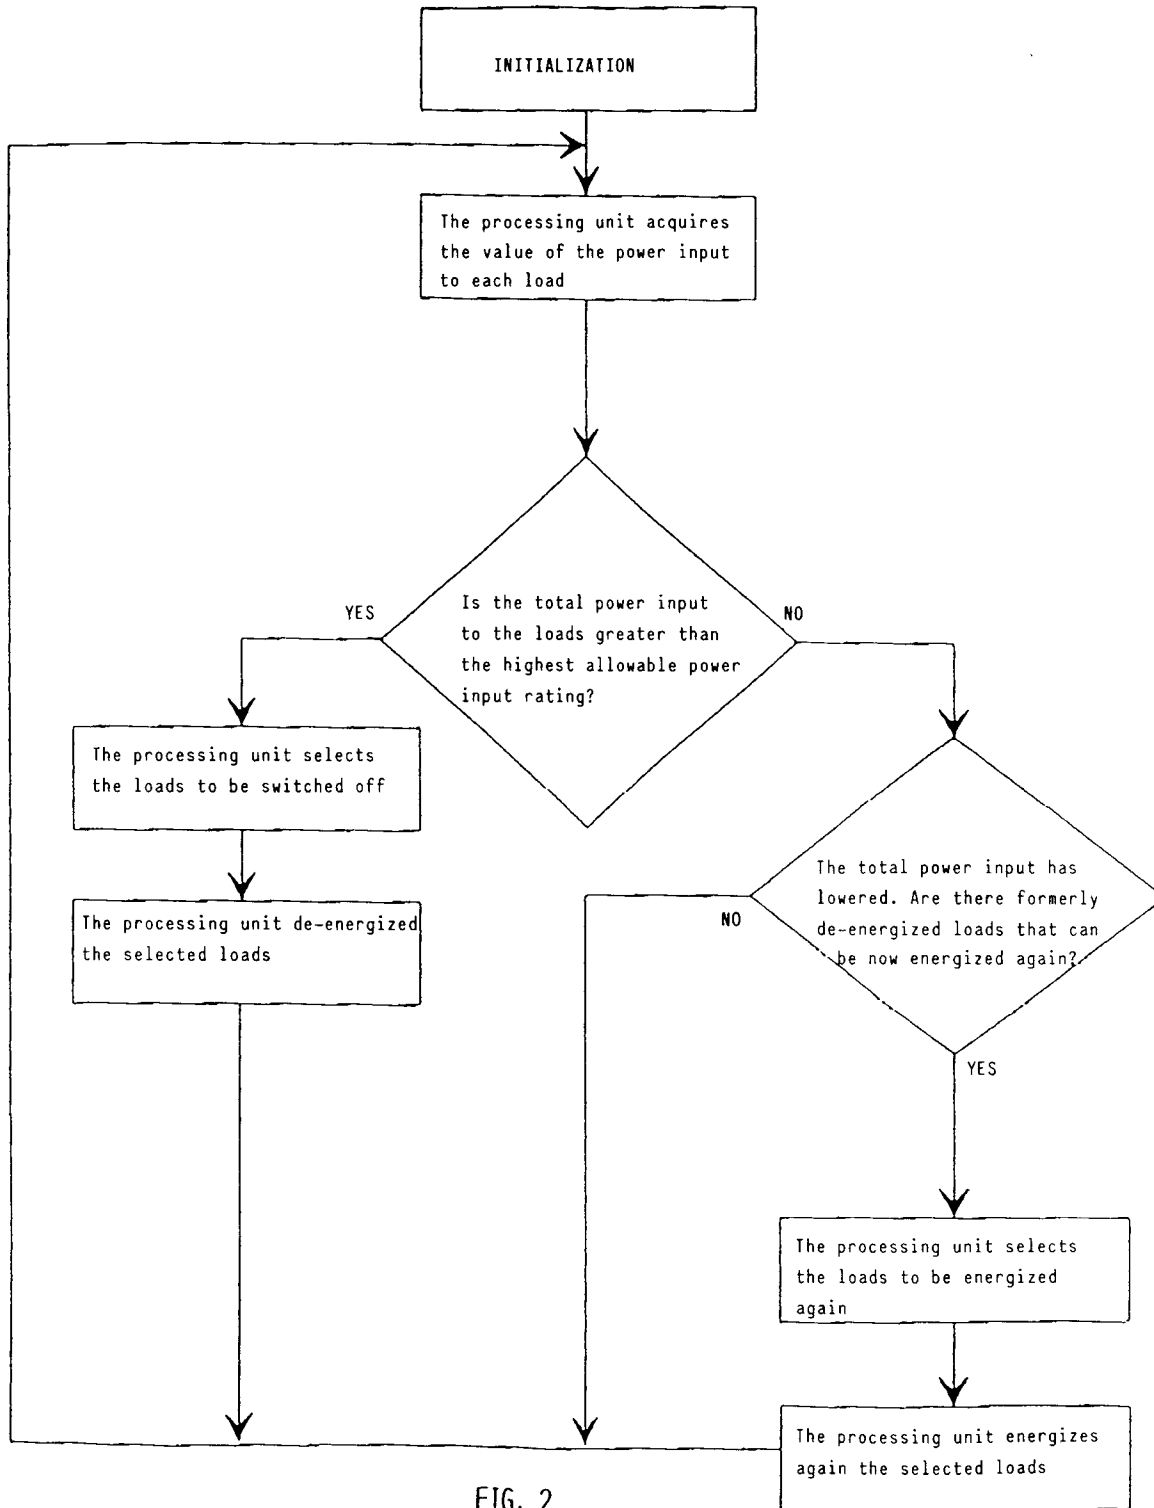 INITIALIZATION
The processing unit acquires
the value of the power input
to each load
Is the total power input
to the loads greater than
the highest allowable power
input rating?
YES
NO
The processing unit selects
the loads to be switched off
The processing unit de-energized
the selected loads
The total power input has
lowered. Are there formerly
de-energized loads that can
be now energized again?
NO
YES
The processing unit selects
the loads to be energized
again
The processing unit energizes
again the selected loads
FIG. 2